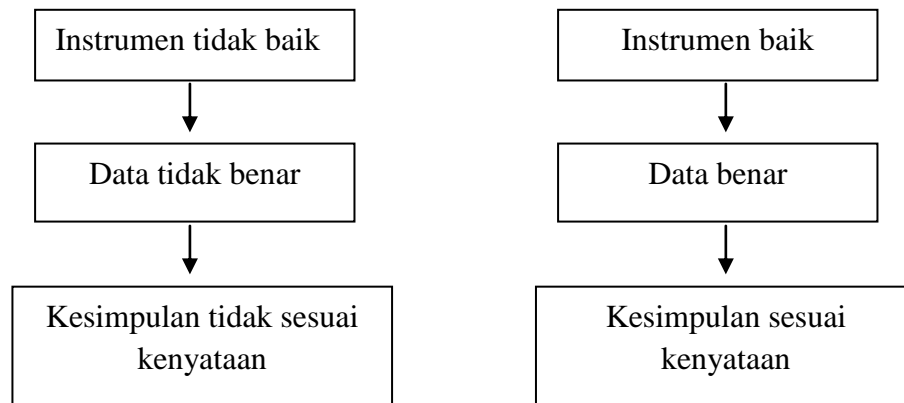 Instrumen tidak baik
Data tidak benar
Kesimpulan tidak sesuai
kenyataan
Instrumen baik
Data benar
Kesimpulan sesuai
kenyataan